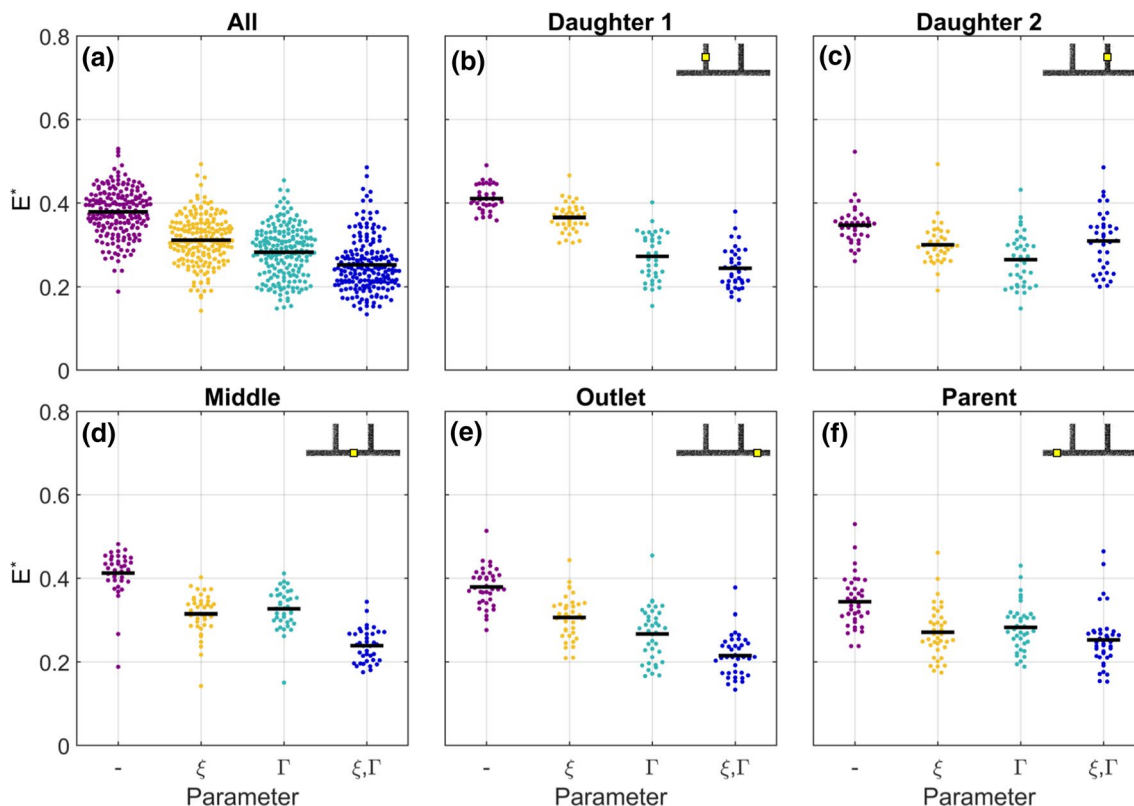 All
Daughter 1
Daughter 2
(a)
(b)
(c)
0.8
0.6
0.4
0.2
0
E*
Middle
Outlet
Parent
(d)
(e)
(f)
0.8
0.6
0.4
0.2
0
E*
- ξ Γ ξ,Γ
- ξ Γ ξ,Γ
- ξ Γ ξ,Γ
Parameter
Parameter
Parameter